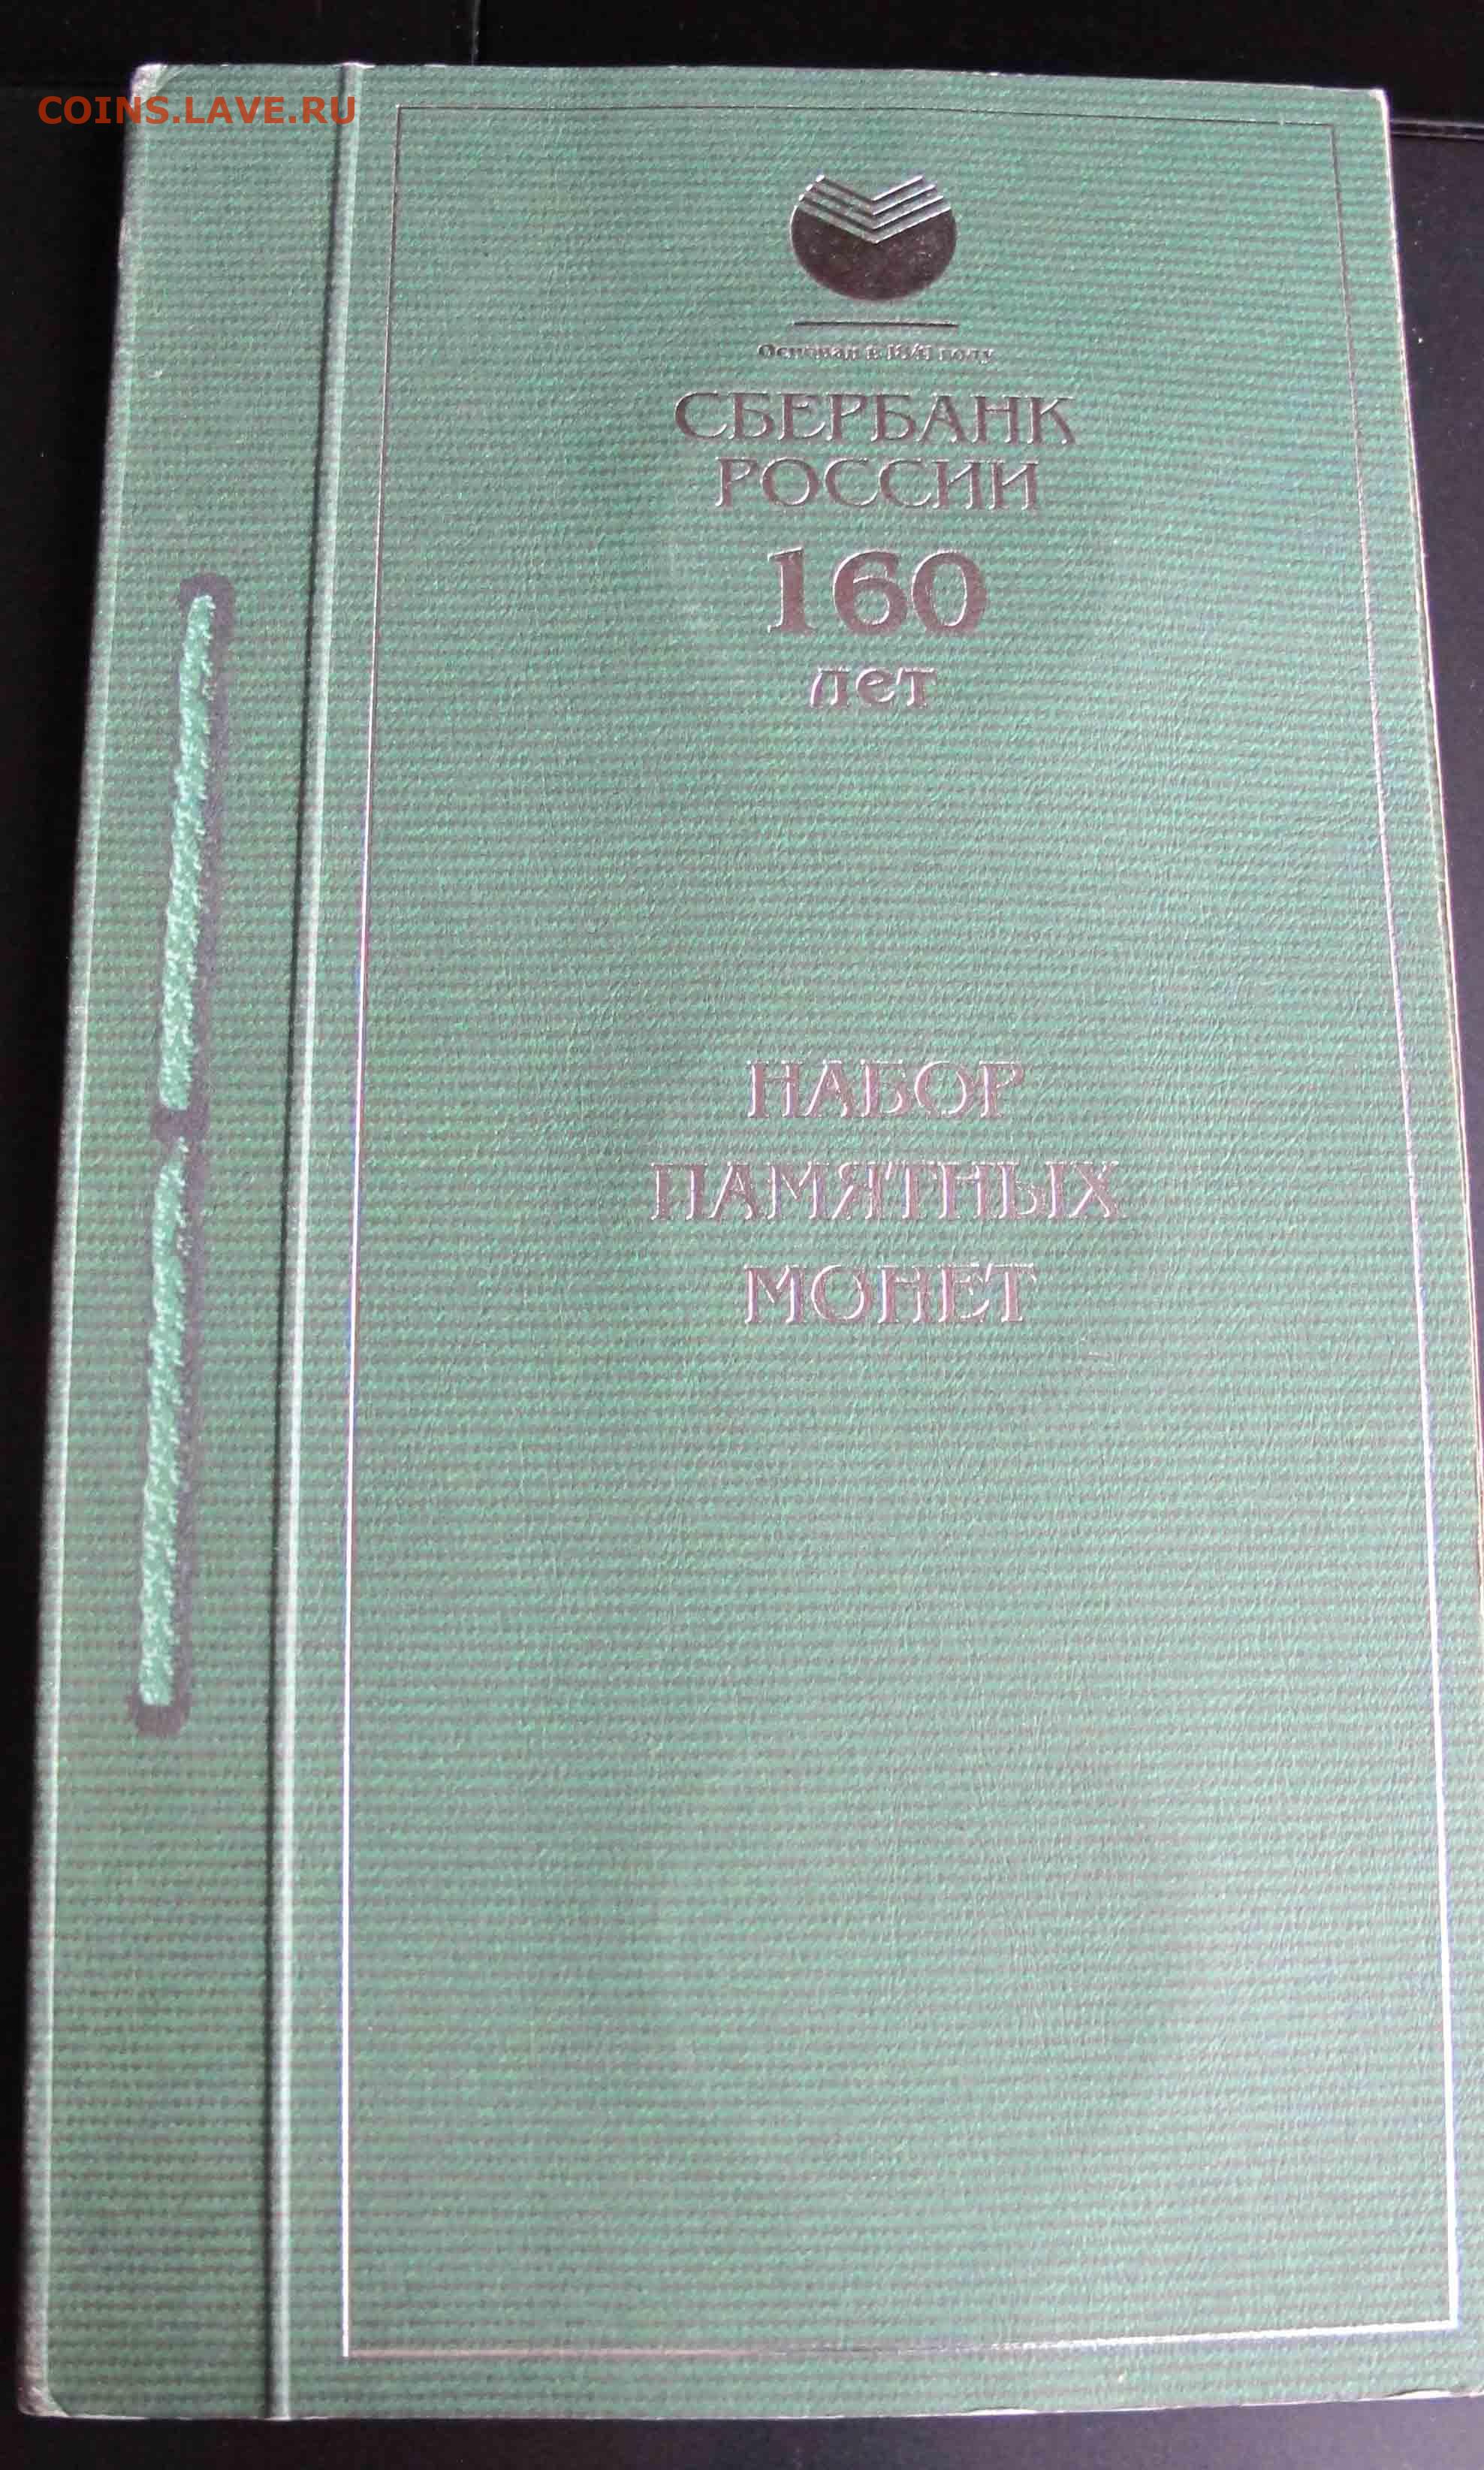 COINS.LAVE.RU
Основан в 1841 году
СБЕРБАНК
РОССИИ
160
лет
НАБОР
ПАМЯТНЫХ
МОНЕТ